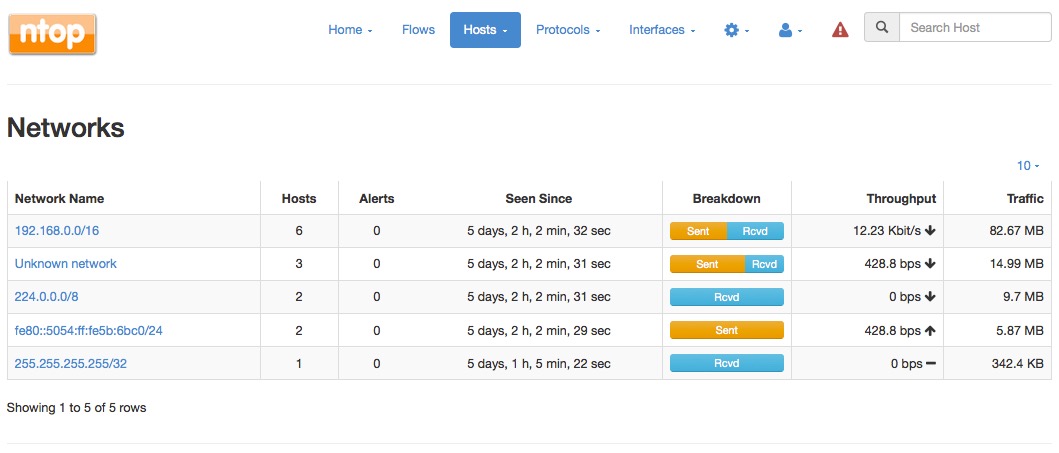 ntop Home Flows Hosts Protocols Interfaces Search Host
Networks
10
Network Name Hosts Alerts Seen Since Breakdown Throughput Traffic
192.168.0.0/16 6 0 5 days, 2 h, 2 min, 32 sec Sent Rcvd 12.23 Kbit/s 82.67 MB
Unknown network 3 0 5 days, 2 h, 2 min, 31 sec Sent Rcvd 428.8 bps 14.99 MB
224.0.0.0/8 2 0 5 days, 2 h, 2 min, 31 sec Rcvd 0 bps 9.7 MB
fe80::5054:ff:fe5b:6bc0/24 2 0 5 days, 2 h, 2 min, 29 sec Sent 428.8 bps 5.87 MB
255.255.255.255/32 1 0 5 days, 1 h, 5 min, 22 sec Rcvd 0 bps 342.4 KB
Showing 1 to 5 of 5 rows